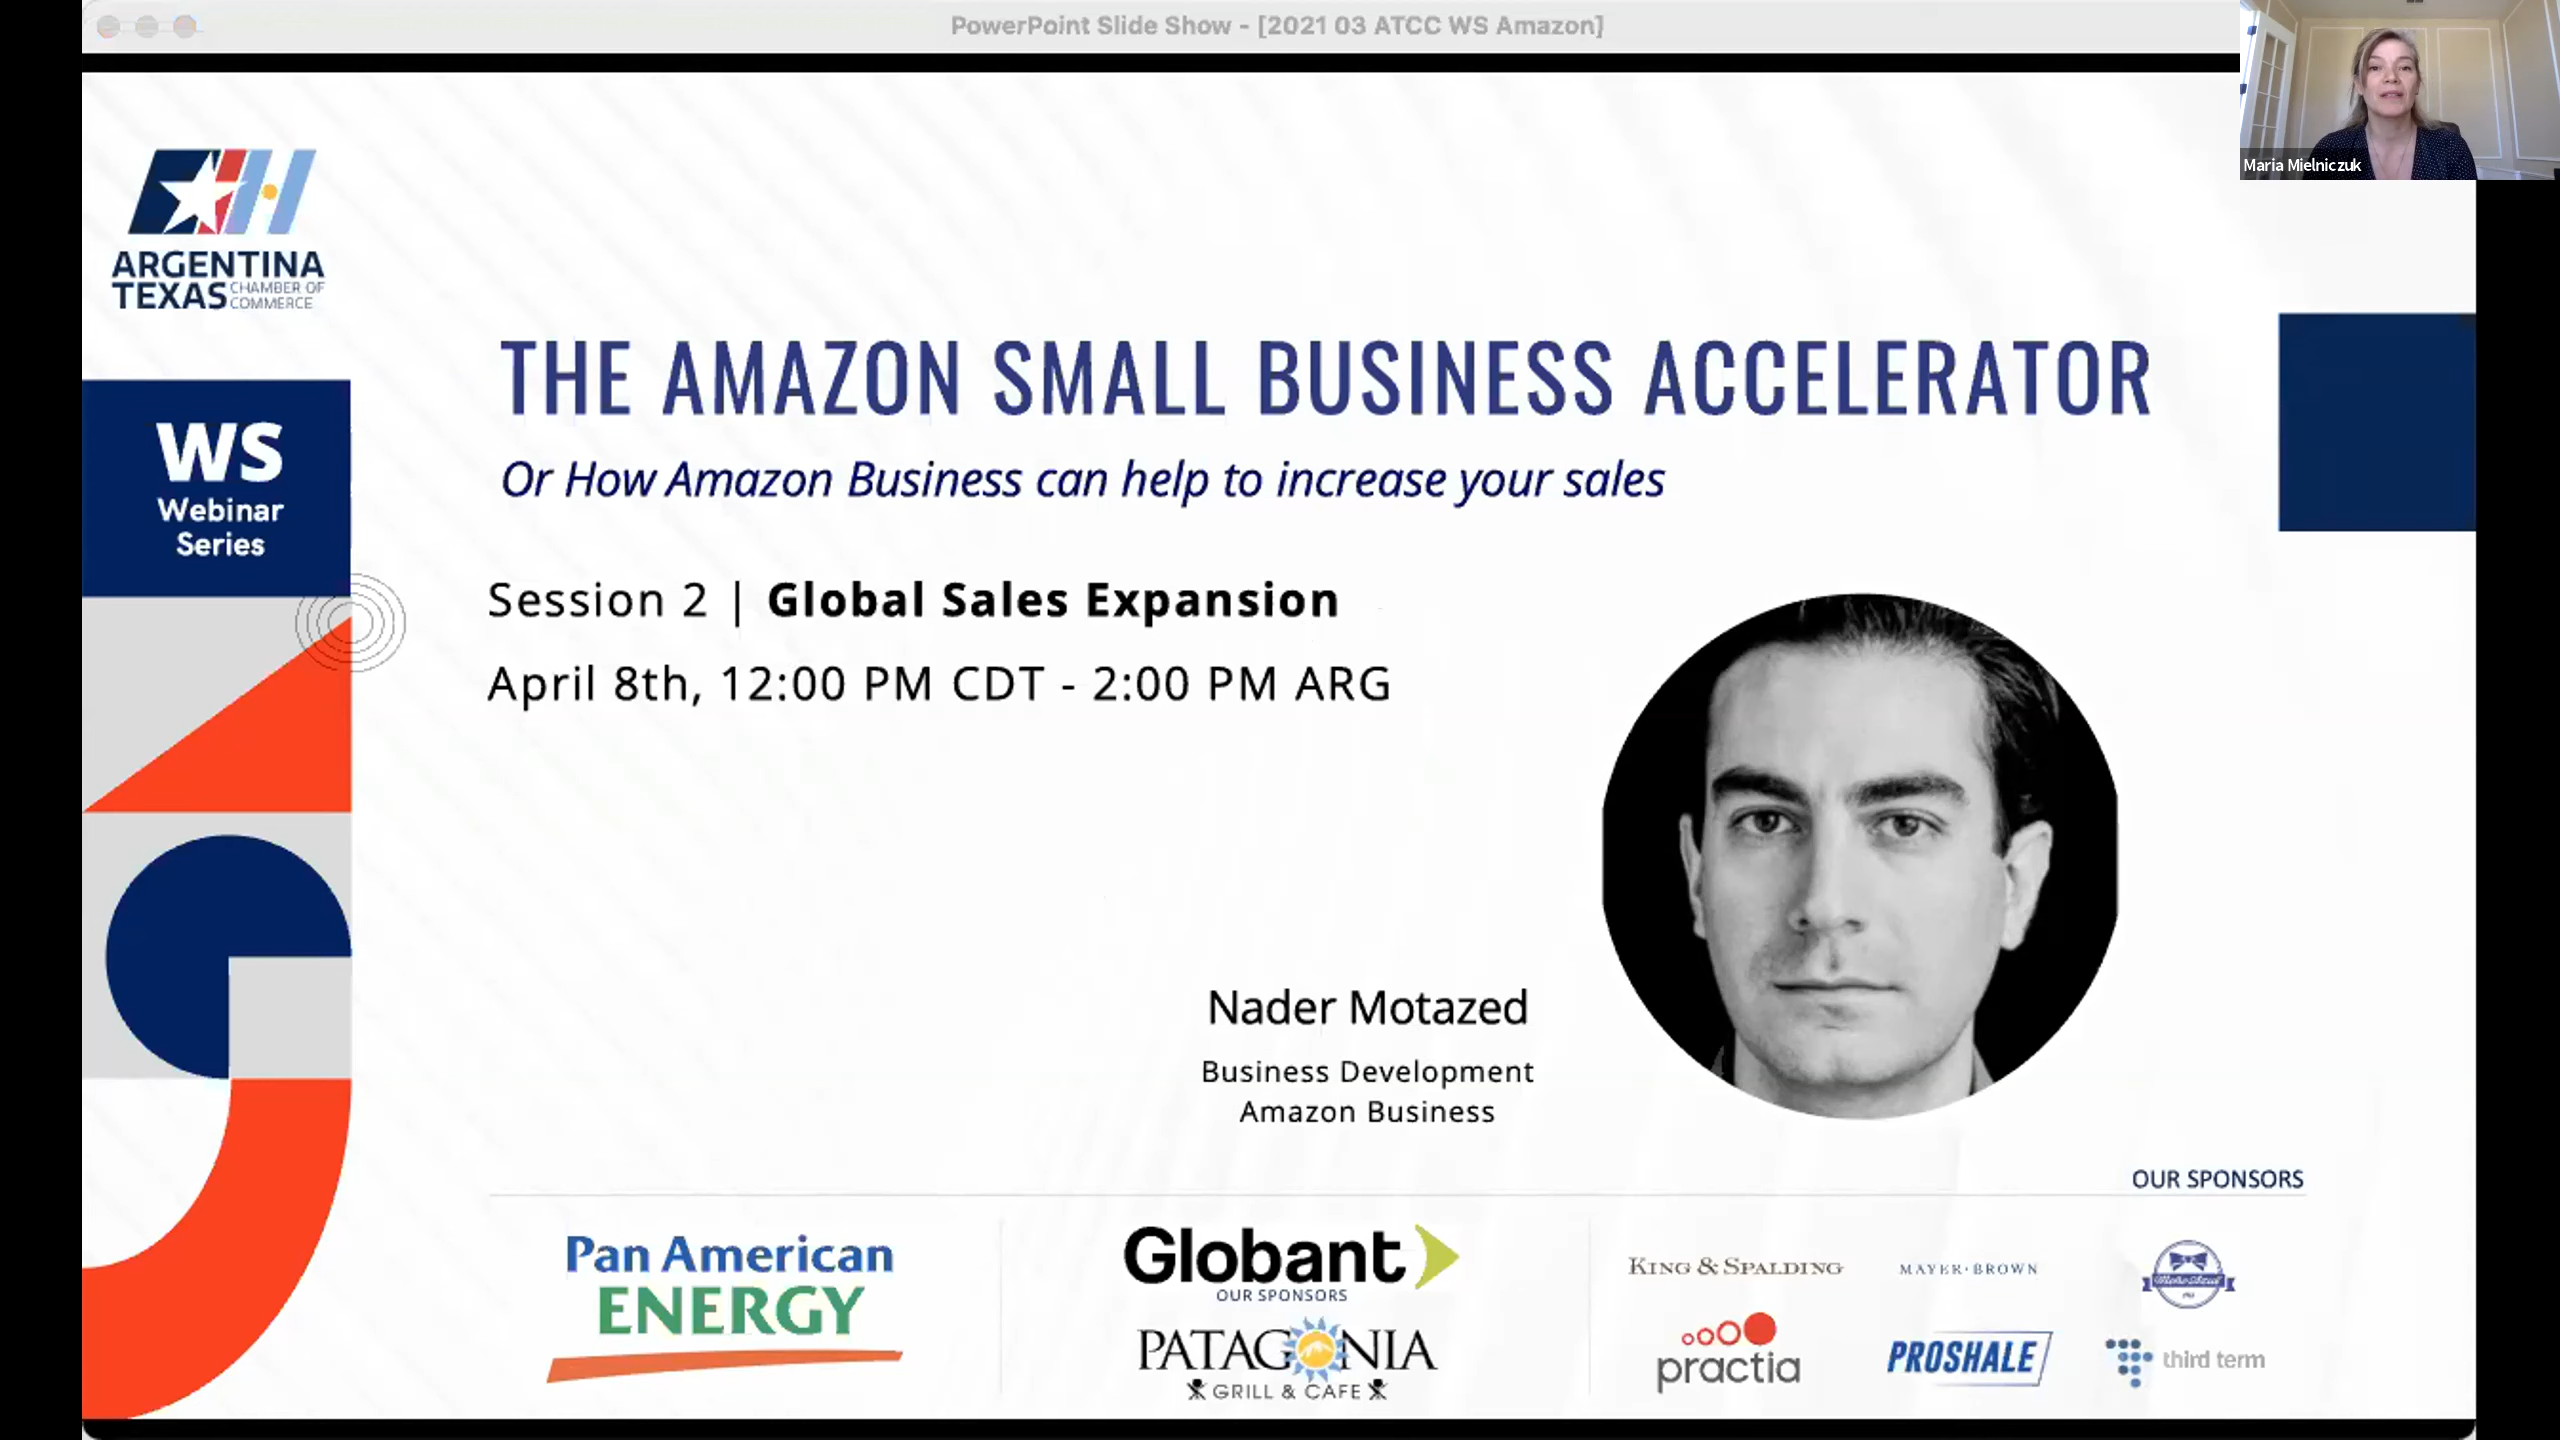 PowerPoint Slide Show - [2021 03 ATCC WS Amazon]
Maria Mielniczuk
ARGENTINA
TEXAS CHAMBER OF COMMERCE
THE AMAZON SMALL BUSINESS ACCELERATOR
Or How Amazon Business can help to increase your sales
WS
Webinar
Series
Session 2 | Global Sales Expansion
April 8th, 12:00 PM CDT - 2:00 PM ARG
Nader Motazed
Business Development
Amazon Business
OUR SPONSORS
Pan American
ENERGY
Globant
OUR SPONSORS
PATAGONIA
GRILL & CAFE
KING & SPALDING
MAYER·BROWN
practia
PROSHALE
third term